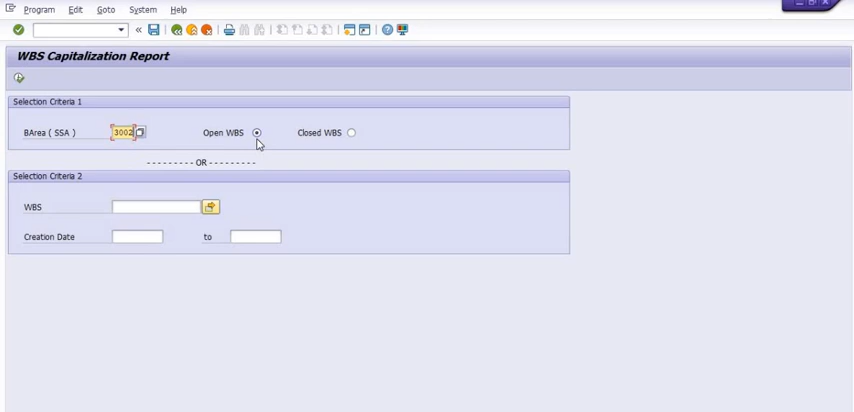 Program Edit Goto System Help
WBS Capitalization Report
Selection Criteria 1
BArea ( SSA ) 3002 Open WBS Closed WBS
- - - - - - - - - OR - - - - - - - - -
Selection Criteria 2
WBS
Creation Date to